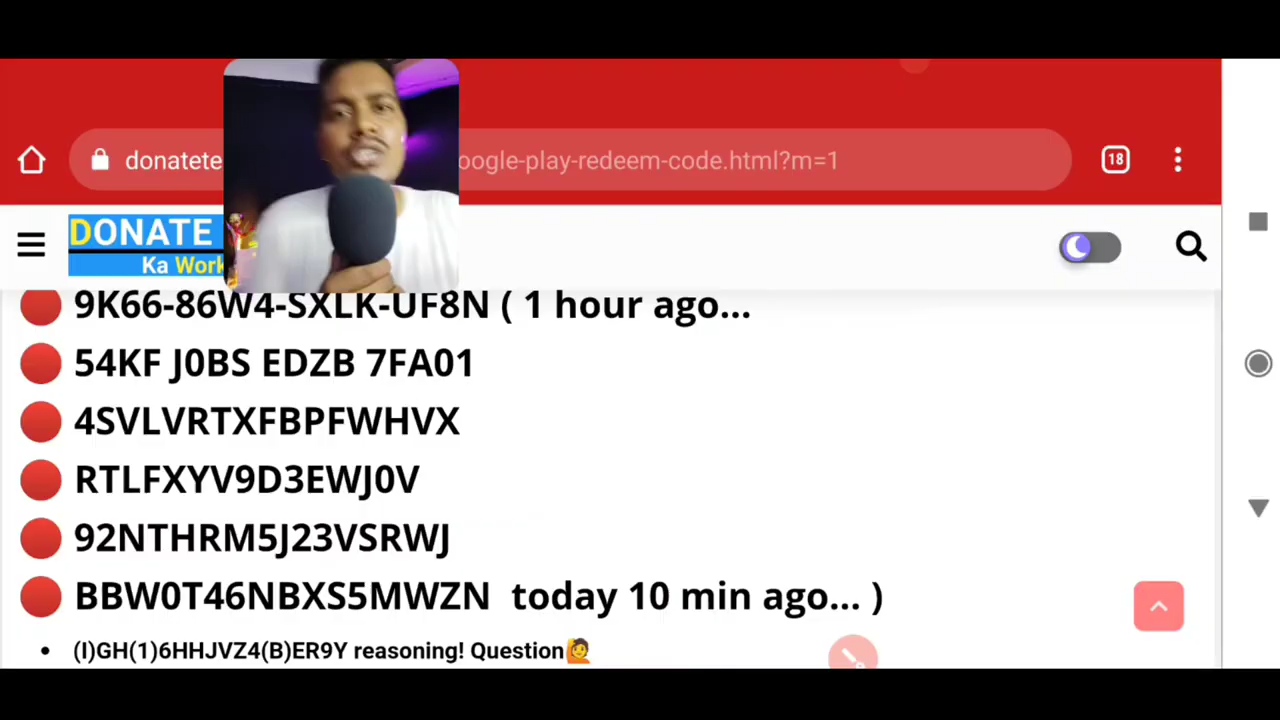 donatete oogle-play-redeem-code.html?m=1
18
DONATE
Ka Work
9K66-86W4-SXLK-UF8N ( 1 hour ago...
54KF J0BS EDZB 7FA01
4SVLVRTXFBPFWHVX
RTLFXYV9D3EWJ0V
92NTHRM5J23VSRWJ
BBW0T46NBXS5MWZN today 10 min ago... )
(I)GH(1)6HHJVZ4(B)ER9Y reasoning! Question🙋